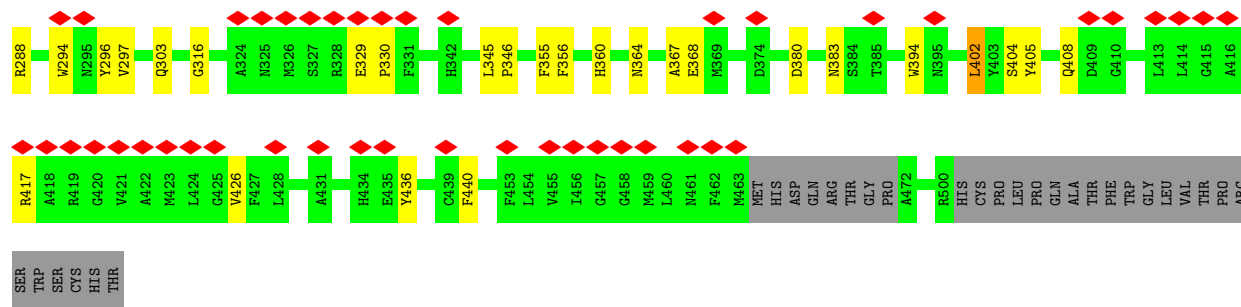 R288 W294 N295 Y296 V297 Q303 G316 A324 N325 M326 S327 R328 E329 P330 F331 H342 L345 P346 F355 F356 H360 N364 A367 E368 M369 D374 D380 N383 S384 T385 W394 N395 L402 Y403 S404 Y405 Q408 D409 G410 L413 L414 G415 A416
R417 A418 R419 G420 V421 A422 M423 L424 G425 V426 F427 L428 A431 H434 E435 Y436 C439 F440 F453 L454 V455 I456 G457 G458 M459 L460 N461 F462 M463 MET HIS ASP GLN ARG THR GLY PRO A472 R500 HIS CYS PRO LEU PRO GLN ALA THR PHE TRP GLY LEU VAL THR PRO ARG
SER TRP SER CYS HIS THR